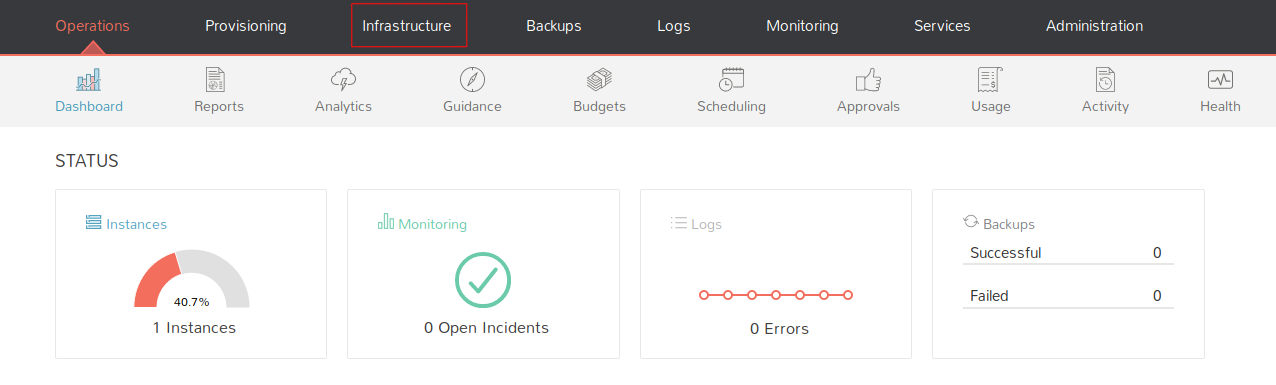 Operations Provisioning Infrastructure Backups Logs Monitoring Services Administration
Dashboard Reports Analytics Guidance Budgets Scheduling Approvals Usage Activity Health
STATUS
Instances
40.7%
1 Instances
Monitoring
0 Open Incidents
Logs
0 Errors
Backups
Successful 0
Failed 0